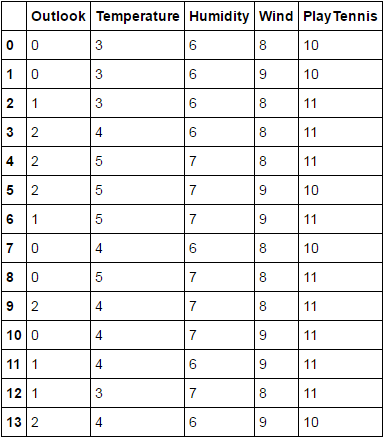 Outlook Temperature Humidity Wind PlayTennis
0 0 3 6 8 10
1 0 3 6 9 10
2 1 3 6 8 11
3 2 4 6 8 11
4 2 5 7 8 11
5 2 5 7 9 10
6 1 5 7 9 11
7 0 4 6 8 10
8 0 5 7 8 11
9 2 4 7 8 11
10 0 4 7 9 11
11 1 4 6 9 11
12 1 3 7 8 11
13 2 4 6 9 10